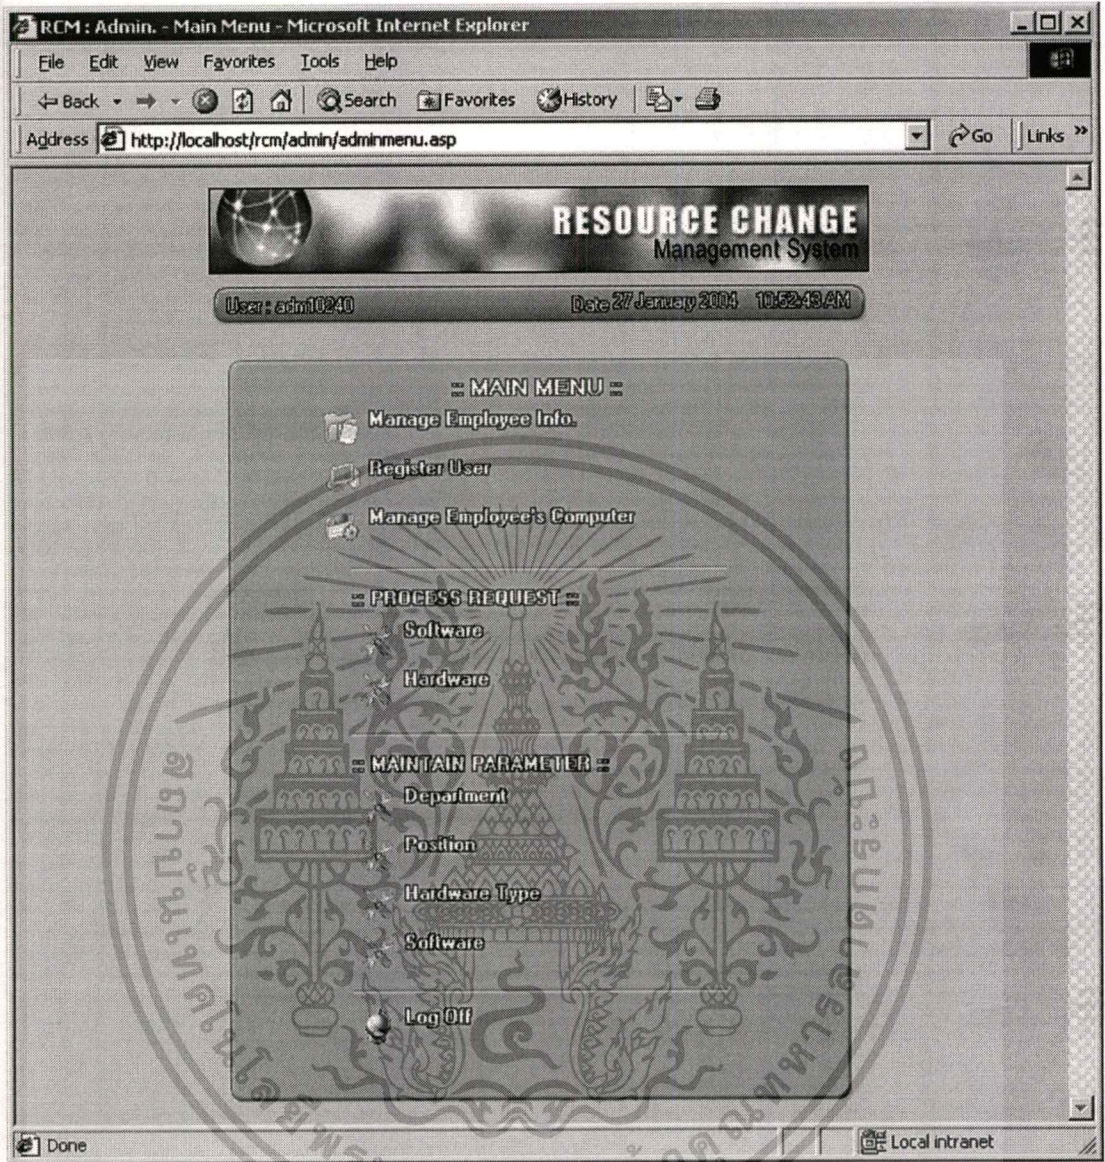 RCM : Admin. - Main Menu - Microsoft Internet Explorer
File Edit View Favorites Tools Help
Back Search Favorites History
Address http://localhost/rcm/admin/adminmenu.asp Go Links »
RESOURCE CHANGE
Management System
User : adm10240 Date 27 January 2004 10:52:43 AM
:: MAIN MENU ::
Manage Employee Info.
Register User
Manage Employee's Computer
:: PROCESS REQUEST ::
Software
Hardware
:: MAINTAIN PARAMETER ::
Department
Position
Hardware Type
Software
Log Off
Done Local intranet